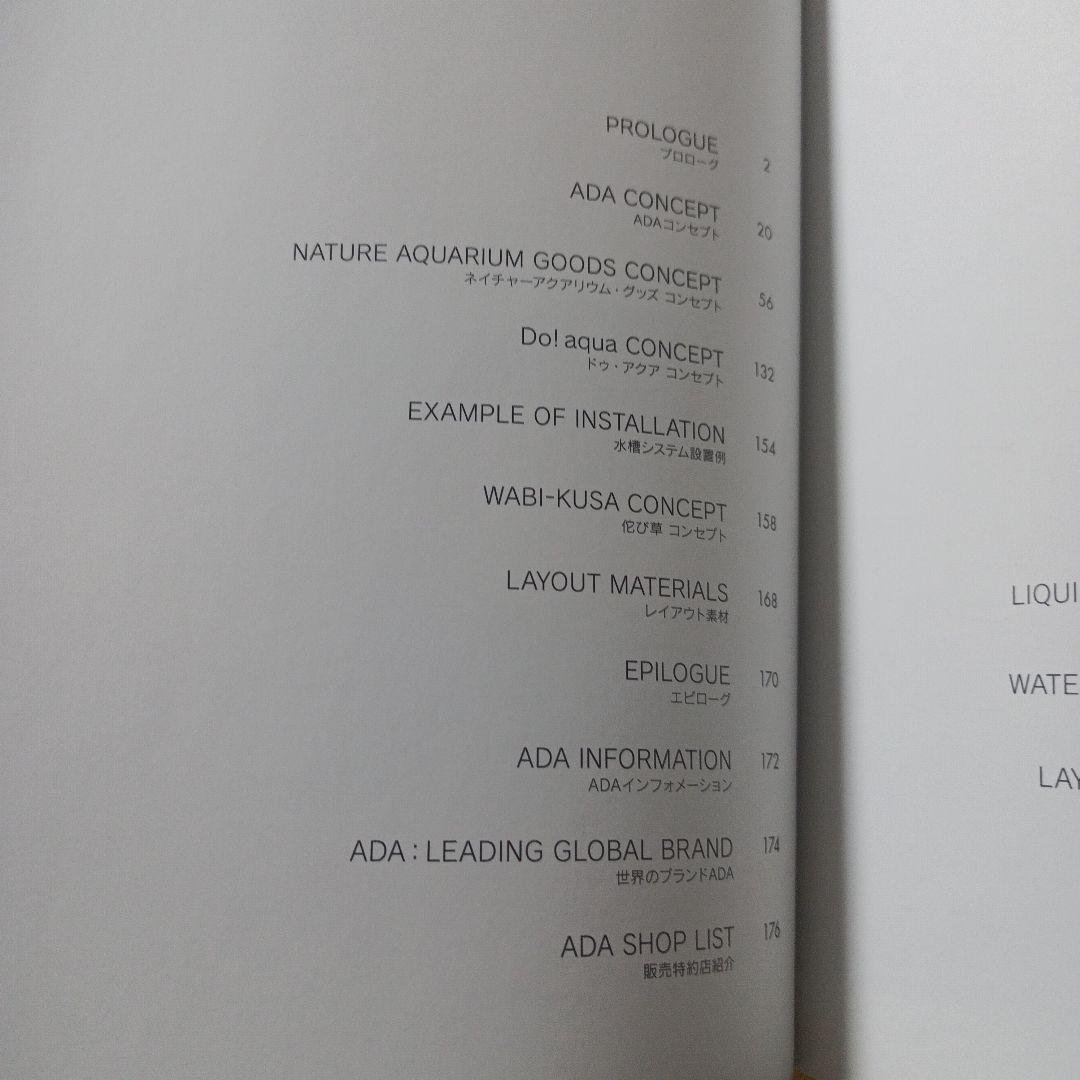 PROLOGUE
プロローグ
2
ADA CONCEPT
ADAコンセプト
20
NATURE AQUARIUM GOODS CONCEPT
ネイチャーアクアリウム・グッズ コンセプト
56
Do! aqua CONCEPT
ドゥ・アクア コンセプト
132
EXAMPLE OF INSTALLATION
水槽システム設置例
154
WABI-KUSA CONCEPT
侘び草 コンセプト
158
LAYOUT MATERIALS
レイアウト素材
168
EPILOGUE
エピローグ
170
ADA INFORMATION
ADAインフォメーション
172
ADA : LEADING GLOBAL BRAND
世界のブランドADA
174
ADA SHOP LIST
販売特約店紹介
176
LIQUI
WATE
LAY